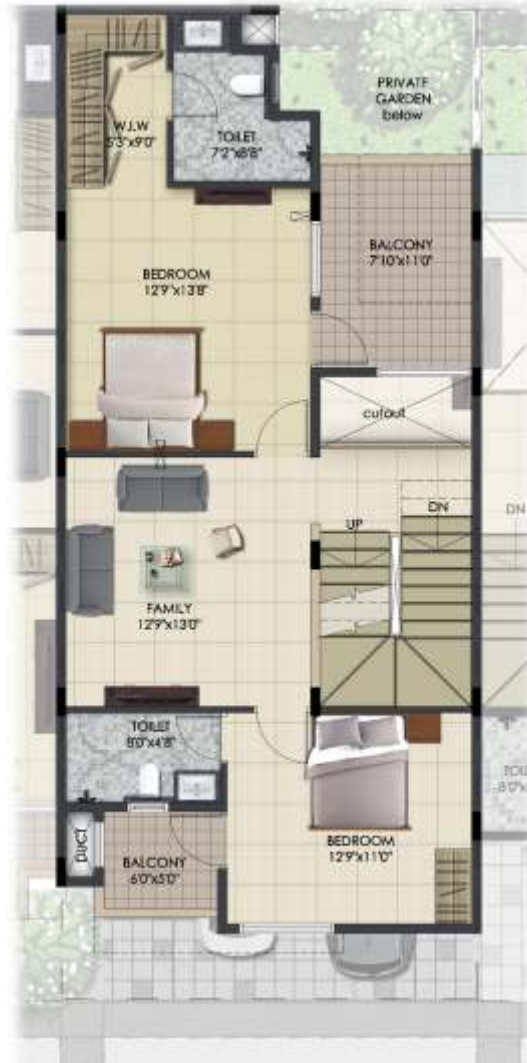 PRIVATE
GARDEN
below
W.I.W
5'3"x9'0"
TOILET
7'2"x8'8"
BALCONY
7'10"x11'0"
BEDROOM
12'9"x13'8"
cutout
UP
DN
DN
FAMILY
12'9"x13'0"
TOILET
8'0"x4'8"
DUCT
BALCONY
6'0"x5'0"
BEDROOM
12'9"x11'0"